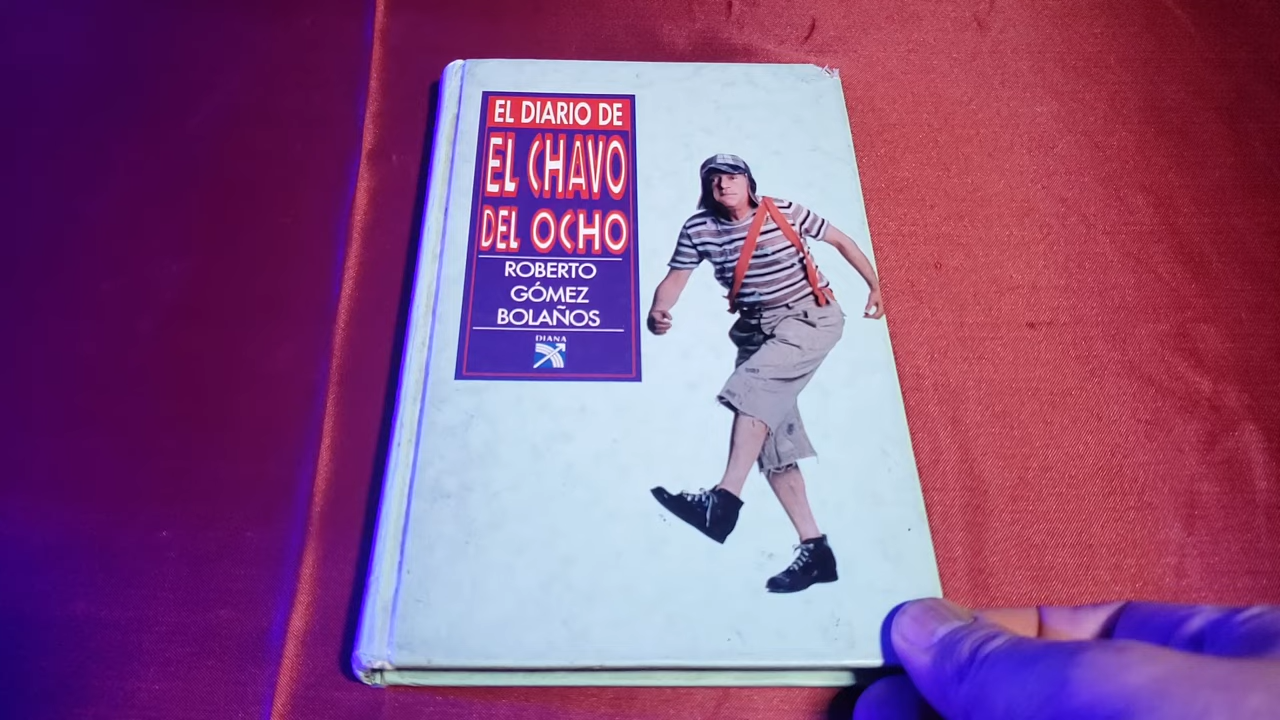 EL DIARIO DE
EL CHAVO
DEL OCHO
ROBERTO
GÓMEZ
BOLAÑOS
DIANA